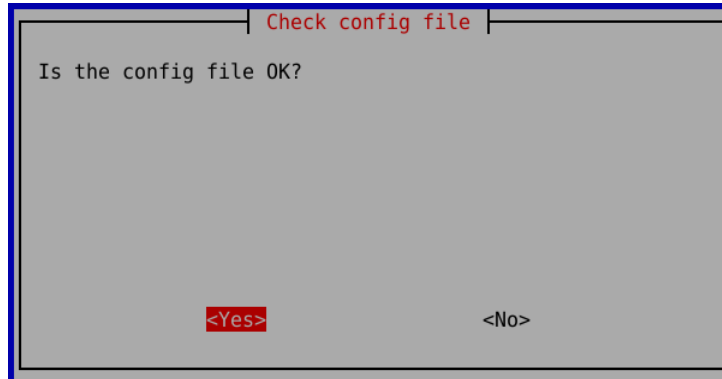 Check config file
Is the config file OK?
<Yes> <No>